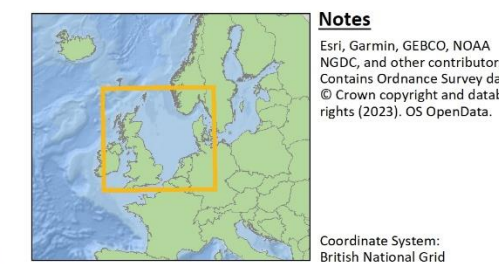 Notes
Esri, Garmin, GEBCO, NOAA
NGDC, and other contributor
Contains Ordnance Survey da
© Crown copyright and datab
rights (2023). OS OpenData.
Coordinate System:
British National Grid